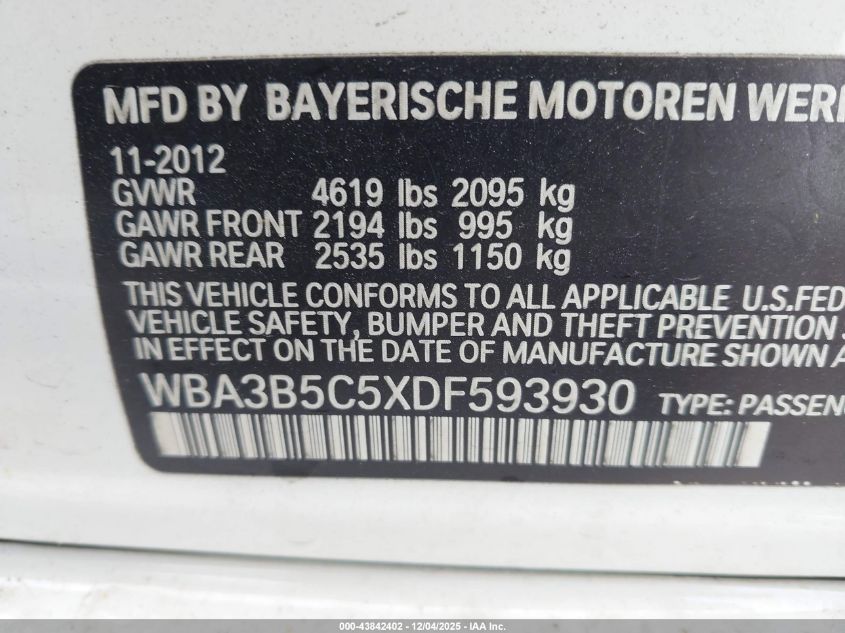 MFD BY BAYERISCHE MOTOREN
11-2012
GVWR 4619 lbs 2095 kg
GAWR FRONT 2194 lbs 995 kg
GAWR REAR 2535 lbs 1150 kg
THIS VEHICLE CONFORMS TO ALL APPLICABLE U.S.FED
VEHICLE SAFETY, BUMPER AND THEFT PREVENTION
IN EFFECT ON THE DATE OF MANUFACTURE SHOWN A
WBA3B5C5XDF593930 TYPE: PASSEN
000-43842402 - 12/04/2025 - IAA Inc.